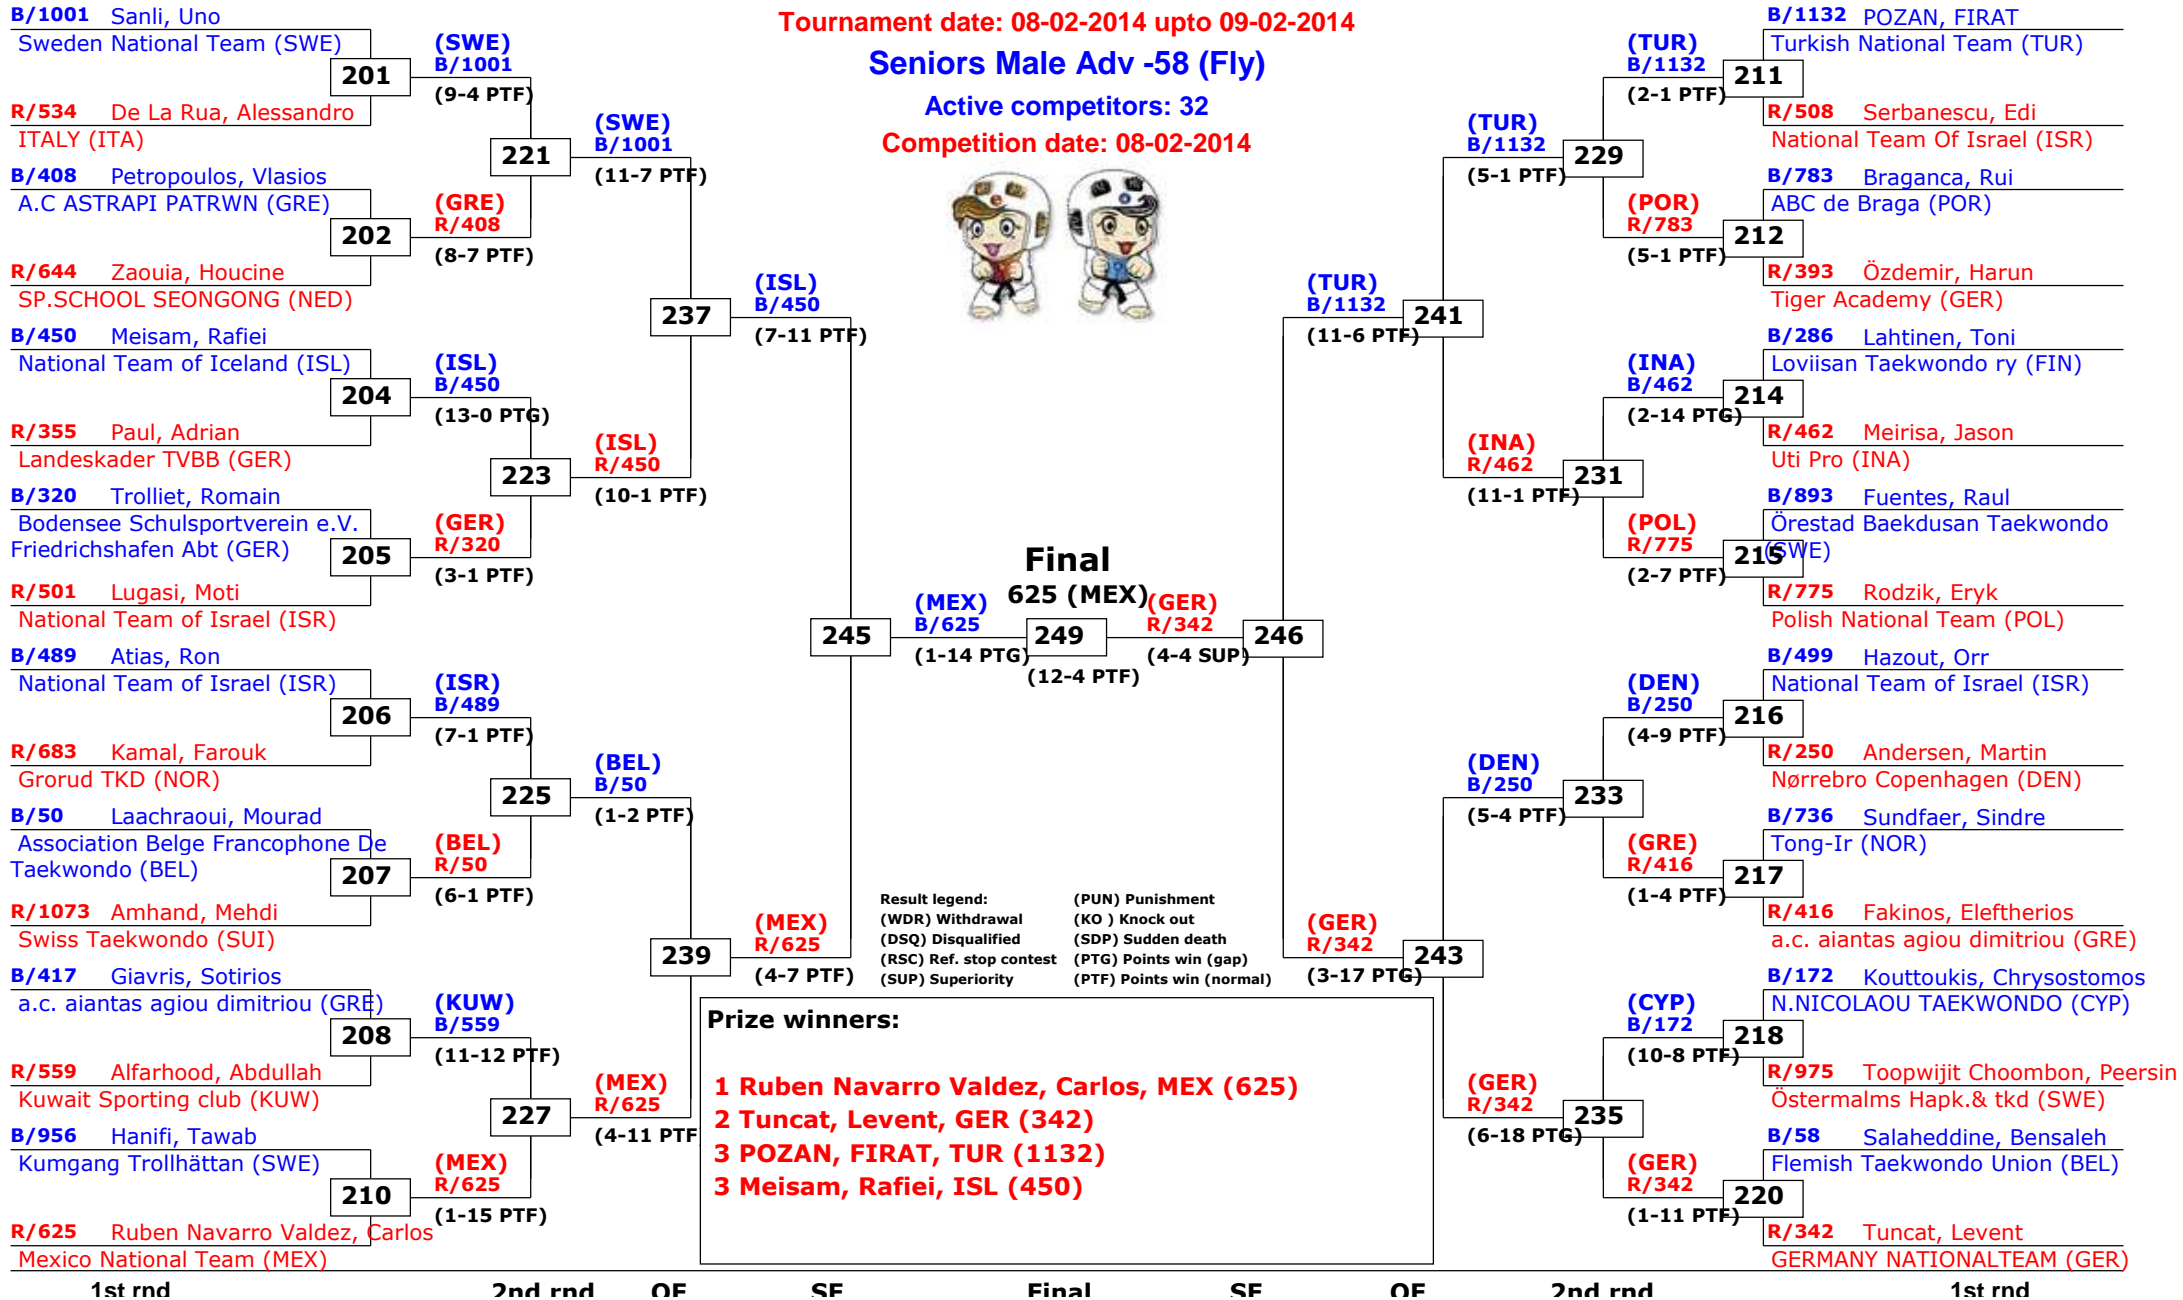 Tournament date: 08-02-2014 upto 09-02-2014
Seniors Male Adv -58 (Fly)
Active competitors: 32
Competition date: 08-02-2014
B/1001 Sanli, Uno
Sweden National Team (SWE)
201
R/534 De La Rua, Alessandro
ITALY (ITA)
B/408 Petropoulos, Vlasios
A.C ASTRAPI PATRWN (GRE)
202
R/644 Zaouia, Houcine
SP.SCHOOL SEONGONG (NED)
B/450 Meisam, Rafiei
National Team of Iceland (ISL)
204
R/355 Paul, Adrian
Landeskader TVBB (GER)
B/320 Trolliet, Romain
Bodensee Schulsportverein e.V.
Friedrichshafen Abt (GER)
205
R/501 Lugasi, Moti
National Team of Israel (ISR)
B/489 Atias, Ron
National Team of Israel (ISR)
206
R/683 Kamal, Farouk
Grorud TKD (NOR)
B/50 Laachraoui, Mourad
Association Belge Francophone De
Taekwondo (BEL)
207
R/1073 Amhand, Mehdi
Swiss Taekwondo (SUI)
B/417 Giavris, Sotirios
a.c. aiantas agiou dimitriou (GRE)
208
R/559 Alfarhood, Abdullah
Kuwait Sporting club (KUW)
B/956 Hanifi, Tawab
Kumgang Trollhättan (SWE)
210
R/625 Ruben Navarro Valdez, Carlos
Mexico National Team (MEX)
(SWE)
B/1001
(9-4 PTF)
221
(GRE)
R/408
(8-7 PTF)
(ISL)
B/450
(13-0 PTG)
223
(GER)
R/320
(3-1 PTF)
(ISR)
B/489
(7-1 PTF)
225
(BEL)
R/50
(6-1 PTF)
(KUW)
B/559
(11-12 PTF)
227
(MEX)
R/625
(1-15 PTF)
(SWE)
B/1001
(11-7 PTF)
237
(ISL)
R/450
(10-1 PTF)
(BEL)
B/50
(1-2 PTF)
239
(MEX)
R/625
(4-11 PTF
(ISL)
B/450
(7-11 PTF)
245
(MEX)
R/625
(4-7 PTF)
Final
625 (MEX)
(MEX)
B/625
(1-14 PTG)
249
(12-4 PTF)
(GER)
R/342
(4-4 SUP)
246
(TUR)
B/1132
(11-6 PTF)
(GER)
R/342
(3-17 PTG)
(TUR)
B/1132
(5-1 PTF)
241
(INA)
R/462
(11-1 PTF)
(DEN)
B/250
(5-4 PTF)
243
(GER)
R/342
(6-18 PTG)
(TUR)
B/1132
(2-1 PTF)
229
(POR)
R/783
(5-1 PTF)
(INA)
B/462
(2-14 PTG)
231
(POL)
R/775
(2-7 PTF)
(DEN)
B/250
(4-9 PTF)
233
(GRE)
R/416
(1-4 PTF)
(CYP)
B/172
(10-8 PTF)
235
(GER)
R/342
(1-11 PTF)
B/1132 POZAN, FIRAT
Turkish National Team (TUR)
211
R/508 Serbanescu, Edi
National Team Of Israel (ISR)
B/783 Braganca, Rui
ABC de Braga (POR)
212
R/393 Özdemir, Harun
Tiger Academy (GER)
B/286 Lahtinen, Toni
Loviisan Taekwondo ry (FIN)
214
R/462 Meirisa, Jason
Uti Pro (INA)
B/893 Fuentes, Raul
Örestad Baekdusan Taekwondo
(SWE)
215
R/775 Rodzik, Eryk
Polish National Team (POL)
B/499 Hazout, Orr
National Team of Israel (ISR)
216
R/250 Andersen, Martin
Nørrebro Copenhagen (DEN)
B/736 Sundfaer, Sindre
Tong-Ir (NOR)
217
R/416 Fakinos, Eleftherios
a.c. aiantas agiou dimitriou (GRE)
B/172 Kouttoukis, Chrysostomos
N.NICOLAOU TAEKWONDO (CYP)
218
R/975 Toopwijit Choombon, Peersin
Östermalms Hapk.& tkd (SWE)
B/58 Salaheddine, Bensaleh
Flemish Taekwondo Union (BEL)
220
R/342 Tuncat, Levent
GERMANY NATIONALTEAM (GER)
Result legend:
(WDR) Withdrawal
(DSQ) Disqualified
(RSC) Ref. stop contest
(SUP) Superiority
(PUN) Punishment
(KO ) Knock out
(SDP) Sudden death
(PTG) Points win (gap)
(PTF) Points win (normal)
Prize winners:
1 Ruben Navarro Valdez, Carlos, MEX (625)
2 Tuncat, Levent, GER (342)
3 POZAN, FIRAT, TUR (1132)
3 Meisam, Rafiei, ISL (450)
1st rnd 2nd rnd QF SF Final SF QF 2nd rnd 1st rnd